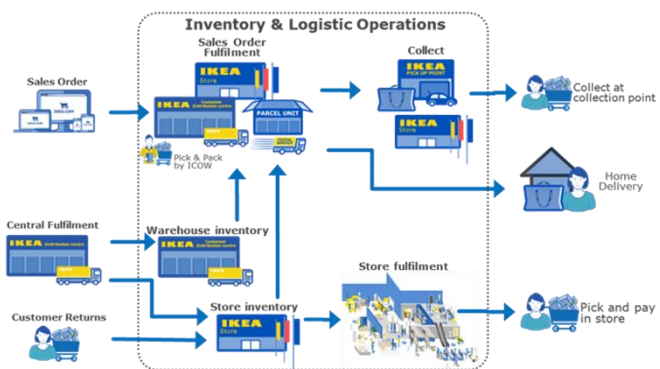 Inventory & Logistic Operations
Sales Order
Fulfilment
Collect
IKEA
Store
IKEA
PICK UP POINT
Sales Order
IKEA
Customer
Distribution centre
PARCEL UNIT
Collect at
collection point
IKEA
Store
Pick & Pack
by ICOW
Home
Delivery
Central Fulfilment
Warehouse inventory
IKEA
Distribution centre
IKEA
Customer
Distribution centre
Store fulfilment
Store inventory
IKEA
Store
Customer Returns
Pick and pay
in store